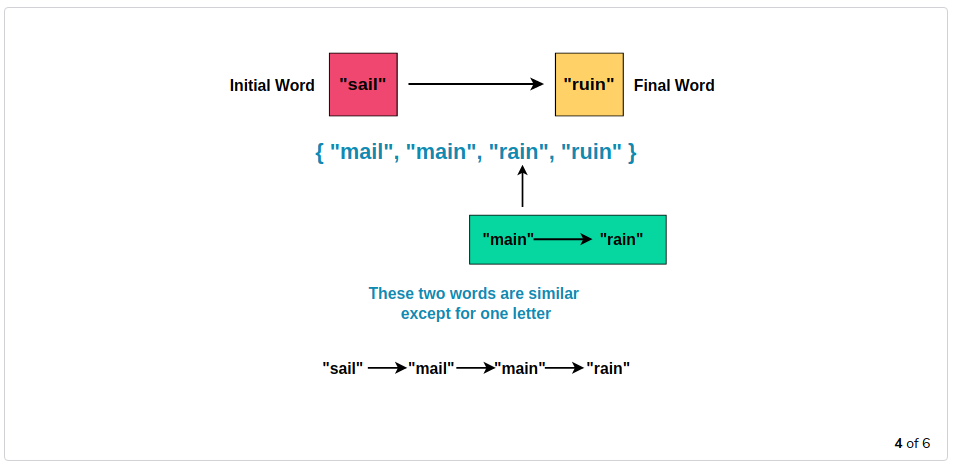 Initial Word "sail" "ruin" Final Word
{ "mail", "main", "rain", "ruin" }
"main" "rain"
These two words are similar
except for one letter
"sail" "mail" "main" "rain"
4 of 6